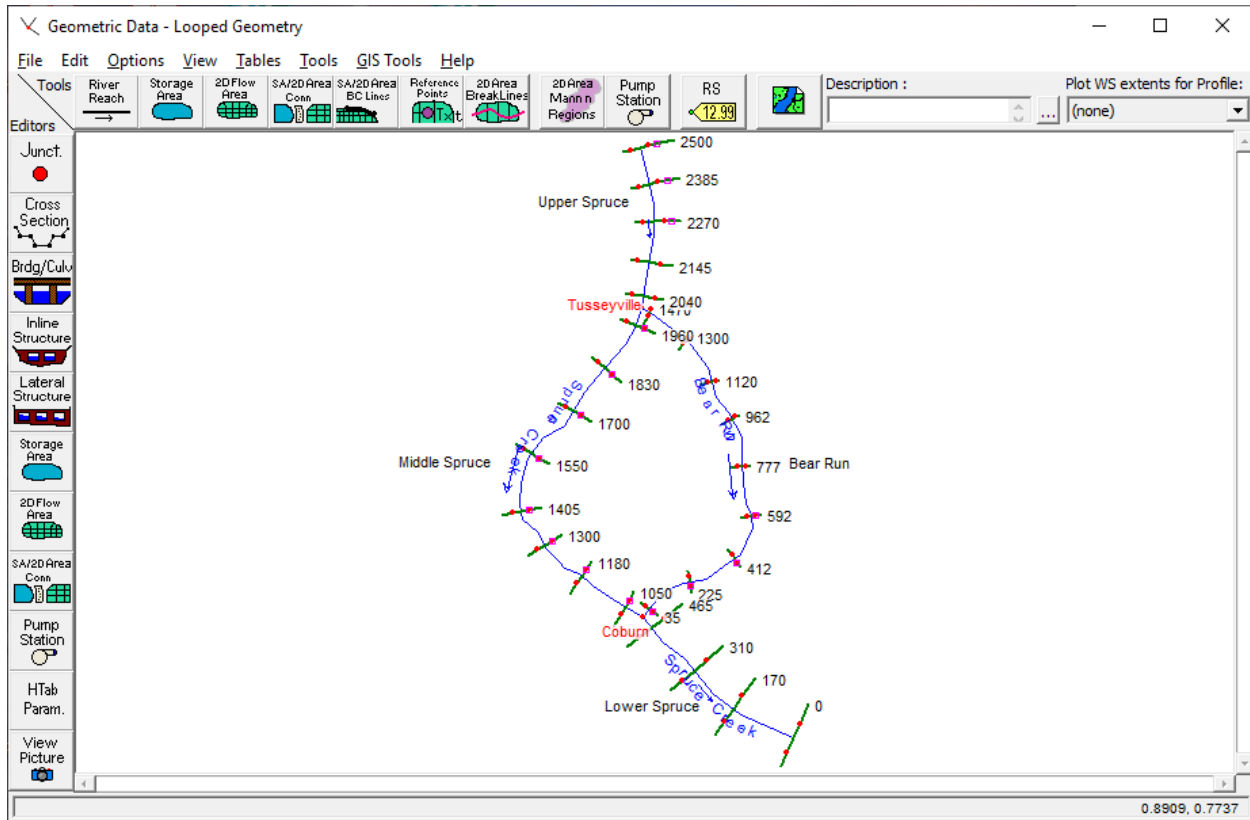 Geometric Data - Looped Geometry
File Edit Options View Tables Tools GIS Tools Help
Tools
Editors
River
Reach
Storage
Area
2D Flow
Area
SA/2D Area
Conn
SA/2D Area
BC Lines
Reference
Points
2D Area
BreakLines
2D Area
Mann n
Regions
Pump
Station
RS
12.99
Description :
...
Plot WS extents for Profile:
(none)
Junct.
Cross
Section
Brdg/Culv
Inline
Structure
Lateral
Structure
Storage
Area
2D Flow
Area
SA/2D Area
Conn
Pump
Station
HTab
Param.
View
Picture
2500
2385
Upper Spruce
2270
2145
2040
Tusseyville
1470
1960
1300
1830
1120
Spruce Creek
Bear Run
1700
962
Middle Spruce
1550
777
Bear Run
1405
592
1300
1180
412
225
1050
465
35
Coburn
310
Spruce Creek
170
Lower Spruce
0
0.8909, 0.7737